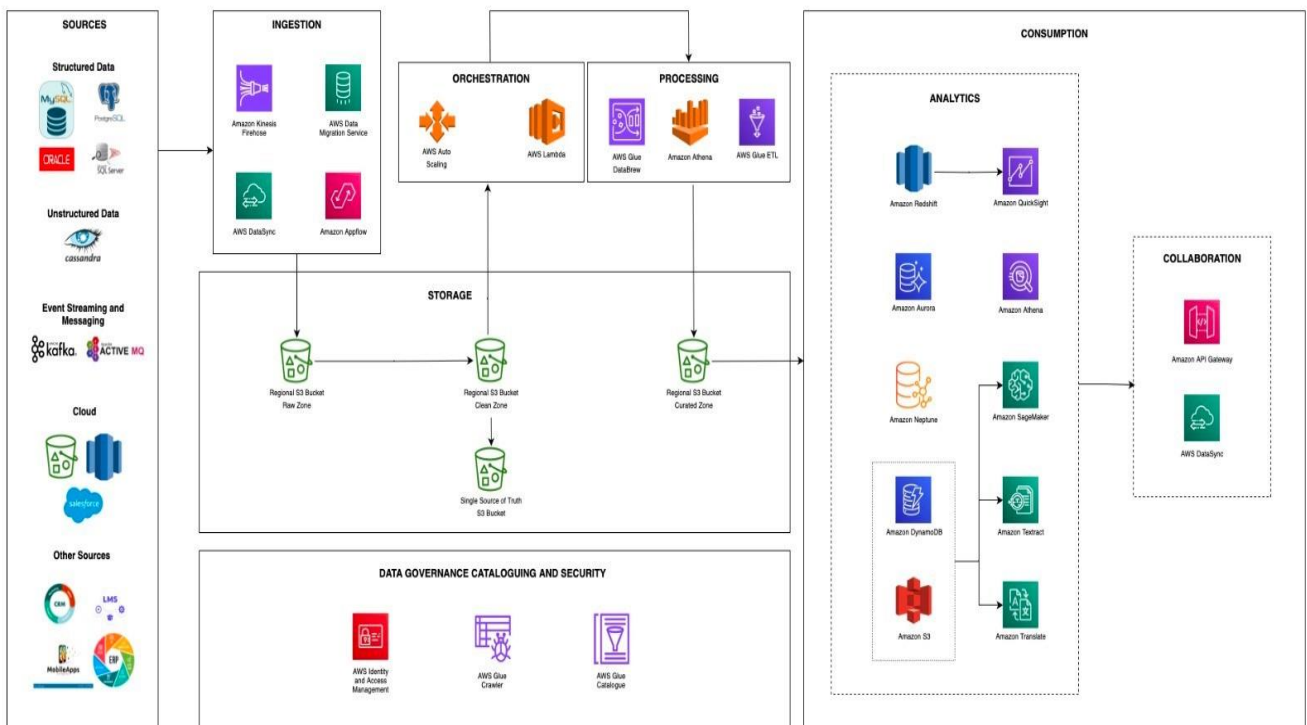 SOURCES
Structured Data
MySQL
PostgreSQL
ORACLE
SQL Server
Unstructured Data
cassandra
Event Streaming and
Messaging
kafka.
ACTIVE MQ
Cloud
salesforce
Other Sources
CRM
LMS
MobileApps
ERP
INGESTION
Amazon Kinesis
Firehose
AWS Data
Migration Service
AWS DataSync
Amazon Appflow
ORCHESTRATION
AWS Auto
Scaling
AWS Lambda
PROCESSING
AWS Glue
DataBrew
Amazon Athena
AWS Glue ETL
STORAGE
Regional S3 Bucket
Raw Zone
Regional S3 Bucket
Clean Zone
Regional S3 Bucket
Curated Zone
Single Source of Truth
S3 Bucket
DATA GOVERNANCE CATALOGUING AND SECURITY
AWS Identity
and Access
Management
AWS Glue
Crawler
AWS Glue
Catalogue
CONSUMPTION
ANALYTICS
Amazon Redshift
Amazon QuickSight
Amazon Aurora
Amazon Athena
Amazon Neptune
Amazon SageMaker
Amazon DynamoDB
Amazon Textract
Amazon S3
Amazon Translate
COLLABORATION
Amazon API Gateway
AWS DataSync